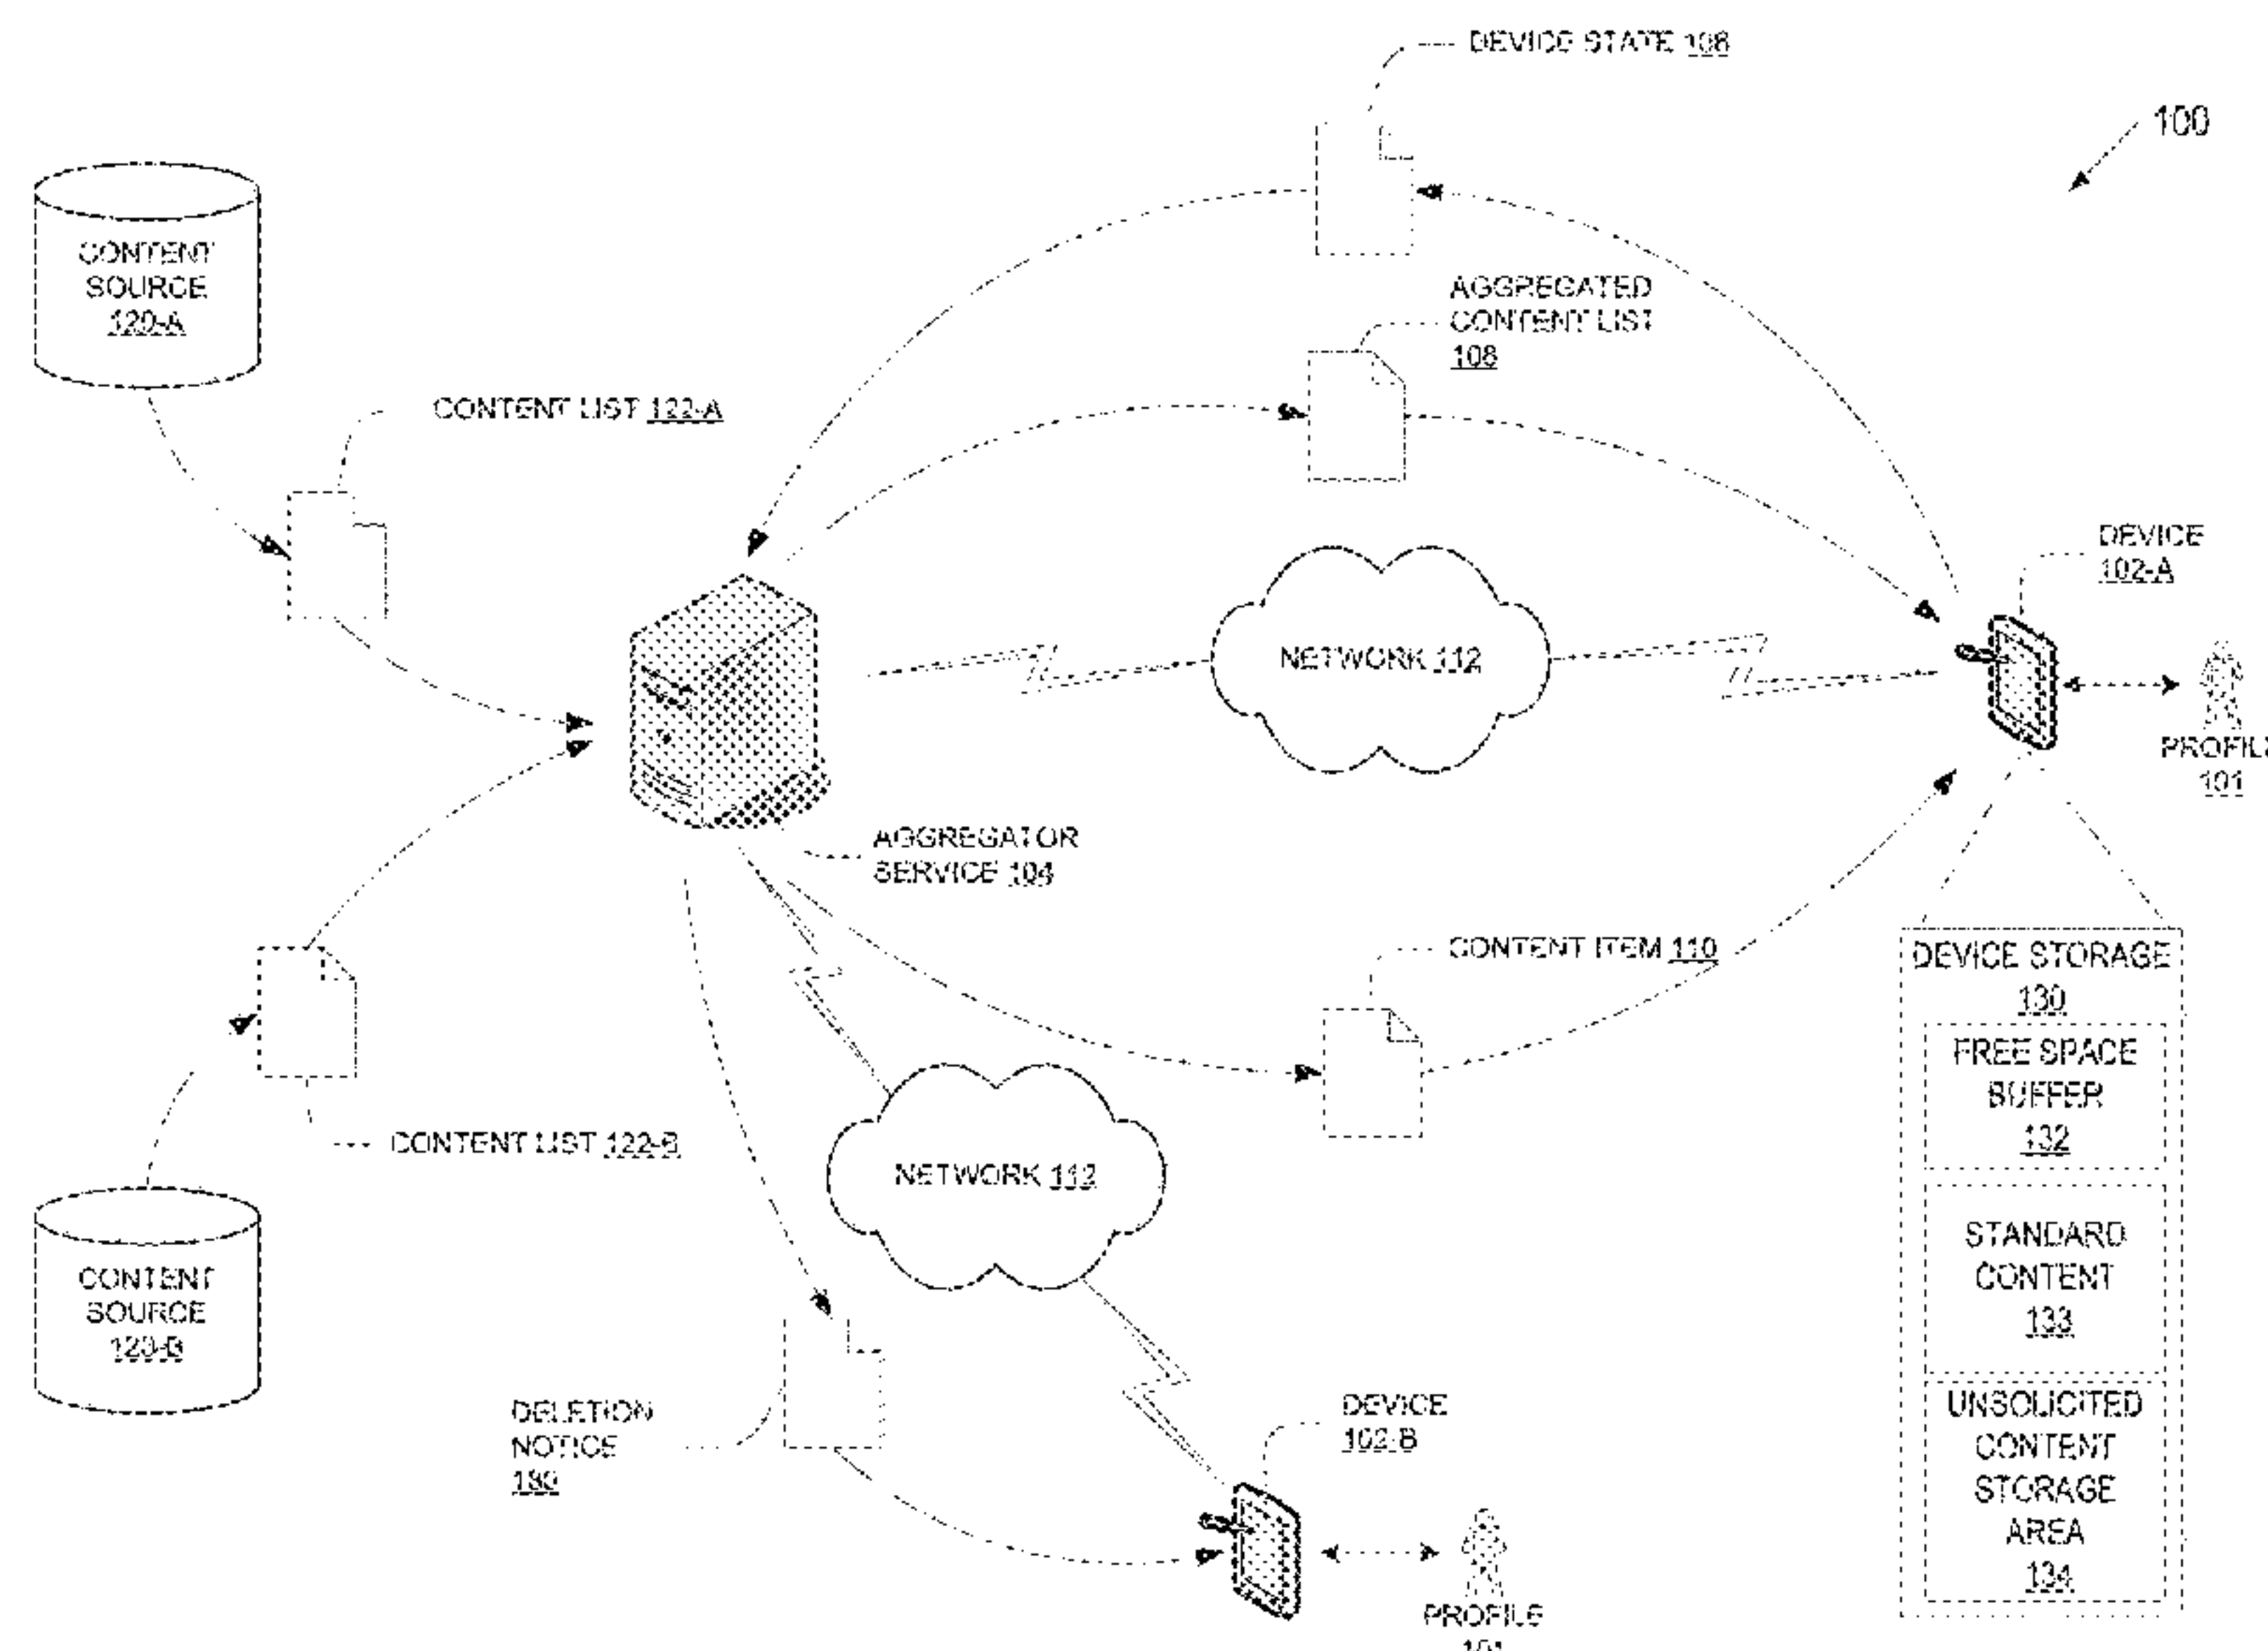 DEVICE STATE 106
100
CONTENT
SOURCE
120-A
AGGREGATED
CONTENT LIST
108
CONTENT LIST 122-A
DEVICE
102-A
NETWORK 112
PROFILE
101
AGGREGATOR
SERVICE 104
CONTENT ITEM 110
DEVICE STORAGE
130
FREE SPACE
BUFFER
132
CONTENT LIST 122-B
NETWORK 112
STANDARD
CONTENT
133
CONTENT
SOURCE
120-B
DELETION
NOTICE
DEVICE
102-B
UNSOLICITED
CONTENT
STORAGE
AREA
134
PROFILE
101